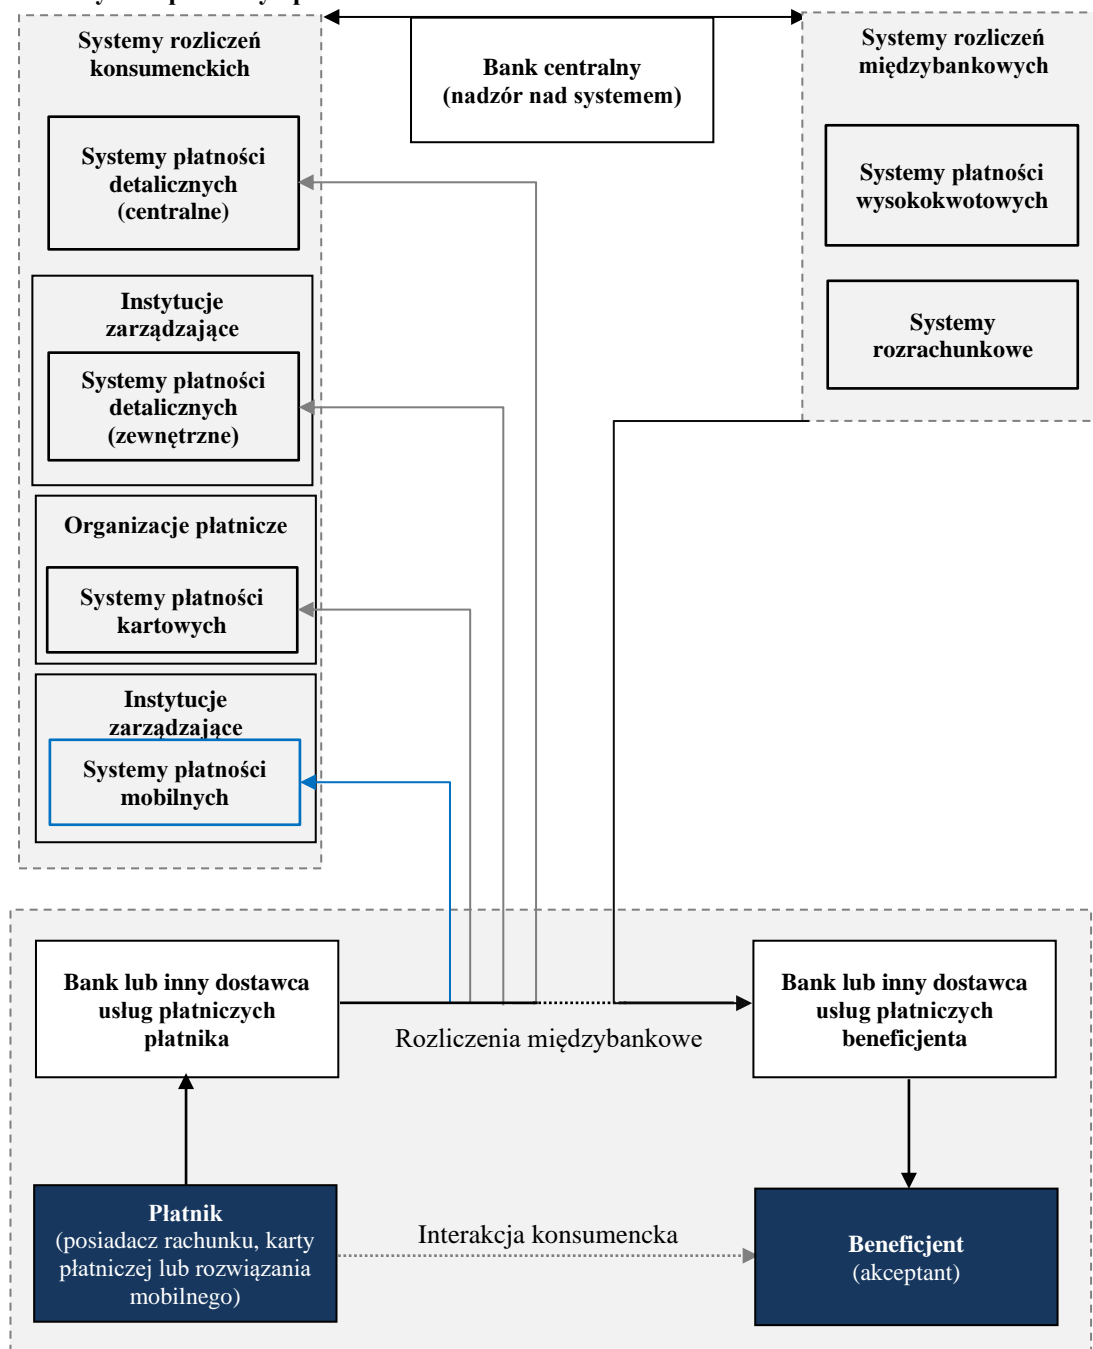 Systemy rozliczeń
konsumenckich
Bank centralny
(nadzór nad systemem)
Systemy rozliczeń
międzybankowych
Systemy płatności
detalicznych
(centralne)
Systemy płatności
wysokokwotowych
Instytucje
zarządzające
Systemy płatności
detalicznych
(zewnętrzne)
Systemy
rozrachunkowe
Organizacje płatnicze
Systemy płatności
kartowych
Instytucje
zarządzające
Systemy płatności
mobilnych
Bank lub inny dostawca
usług płatniczych
płatnika
Rozliczenia międzybankowe
Bank lub inny dostawca
usług płatniczych
beneficjenta
Płatnik
(posiadacz rachunku, karty
płatniczej lub rozwiązania
mobilnego)
Interakcja konsumencka
Beneficjent
(akceptant)